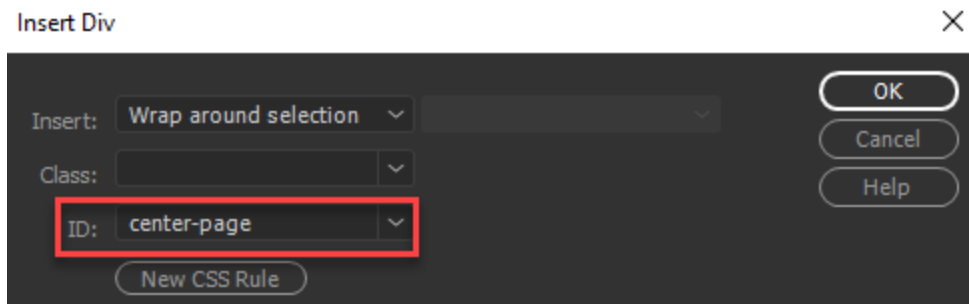 Insert Div
Insert: Wrap around selection OK
Cancel
Class:
Help
ID: center-page
New CSS Rule